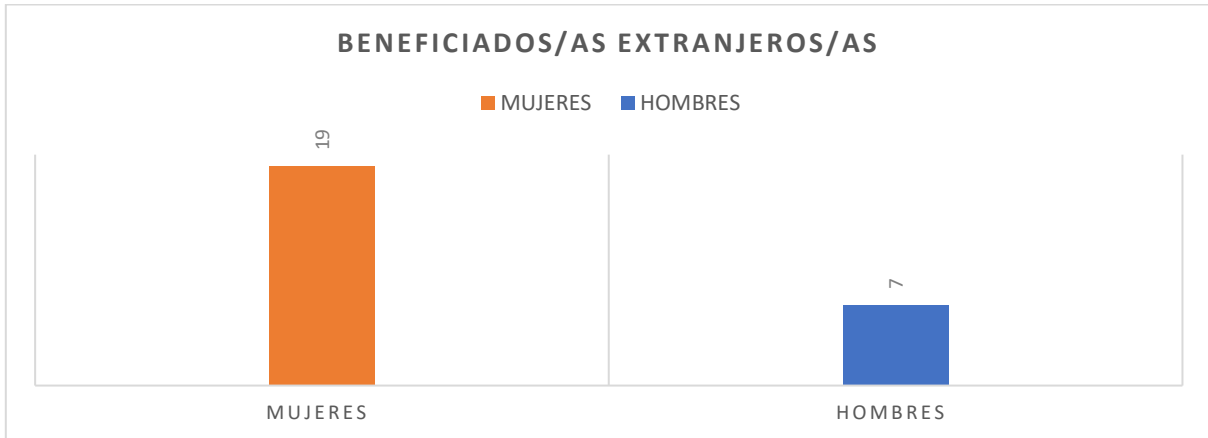 BENEFICIADOS/AS EXTRANJEROS/AS
MUJERES HOMBRES
19
7
MUJERES HOMBRES